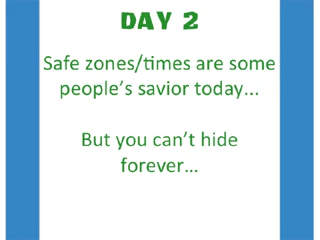 DAY 2
Safe zones/times are some
people's savior today...
But you can't hide
forever...